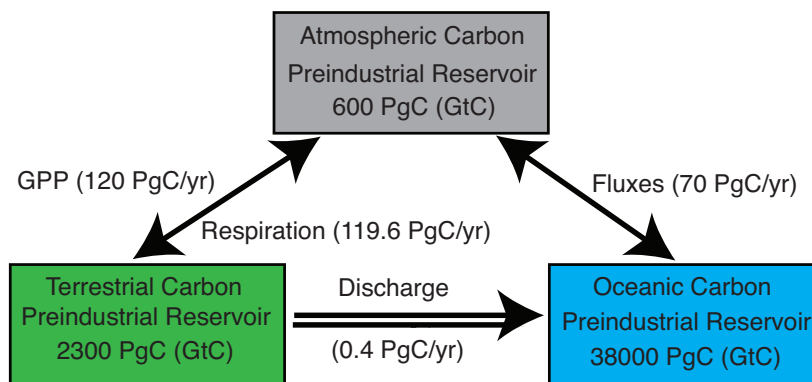 Atmospheric Carbon
Preindustrial Reservoir
600 PgC (GtC)
GPP (120 PgC/yr)
Fluxes (70 PgC/yr)
Respiration (119.6 PgC/yr)
Terrestrial Carbon
Preindustrial Reservoir
2300 PgC (GtC)
Discharge
(0.4 PgC/yr)
Oceanic Carbon
Preindustrial Reservoir
38000 PgC (GtC)